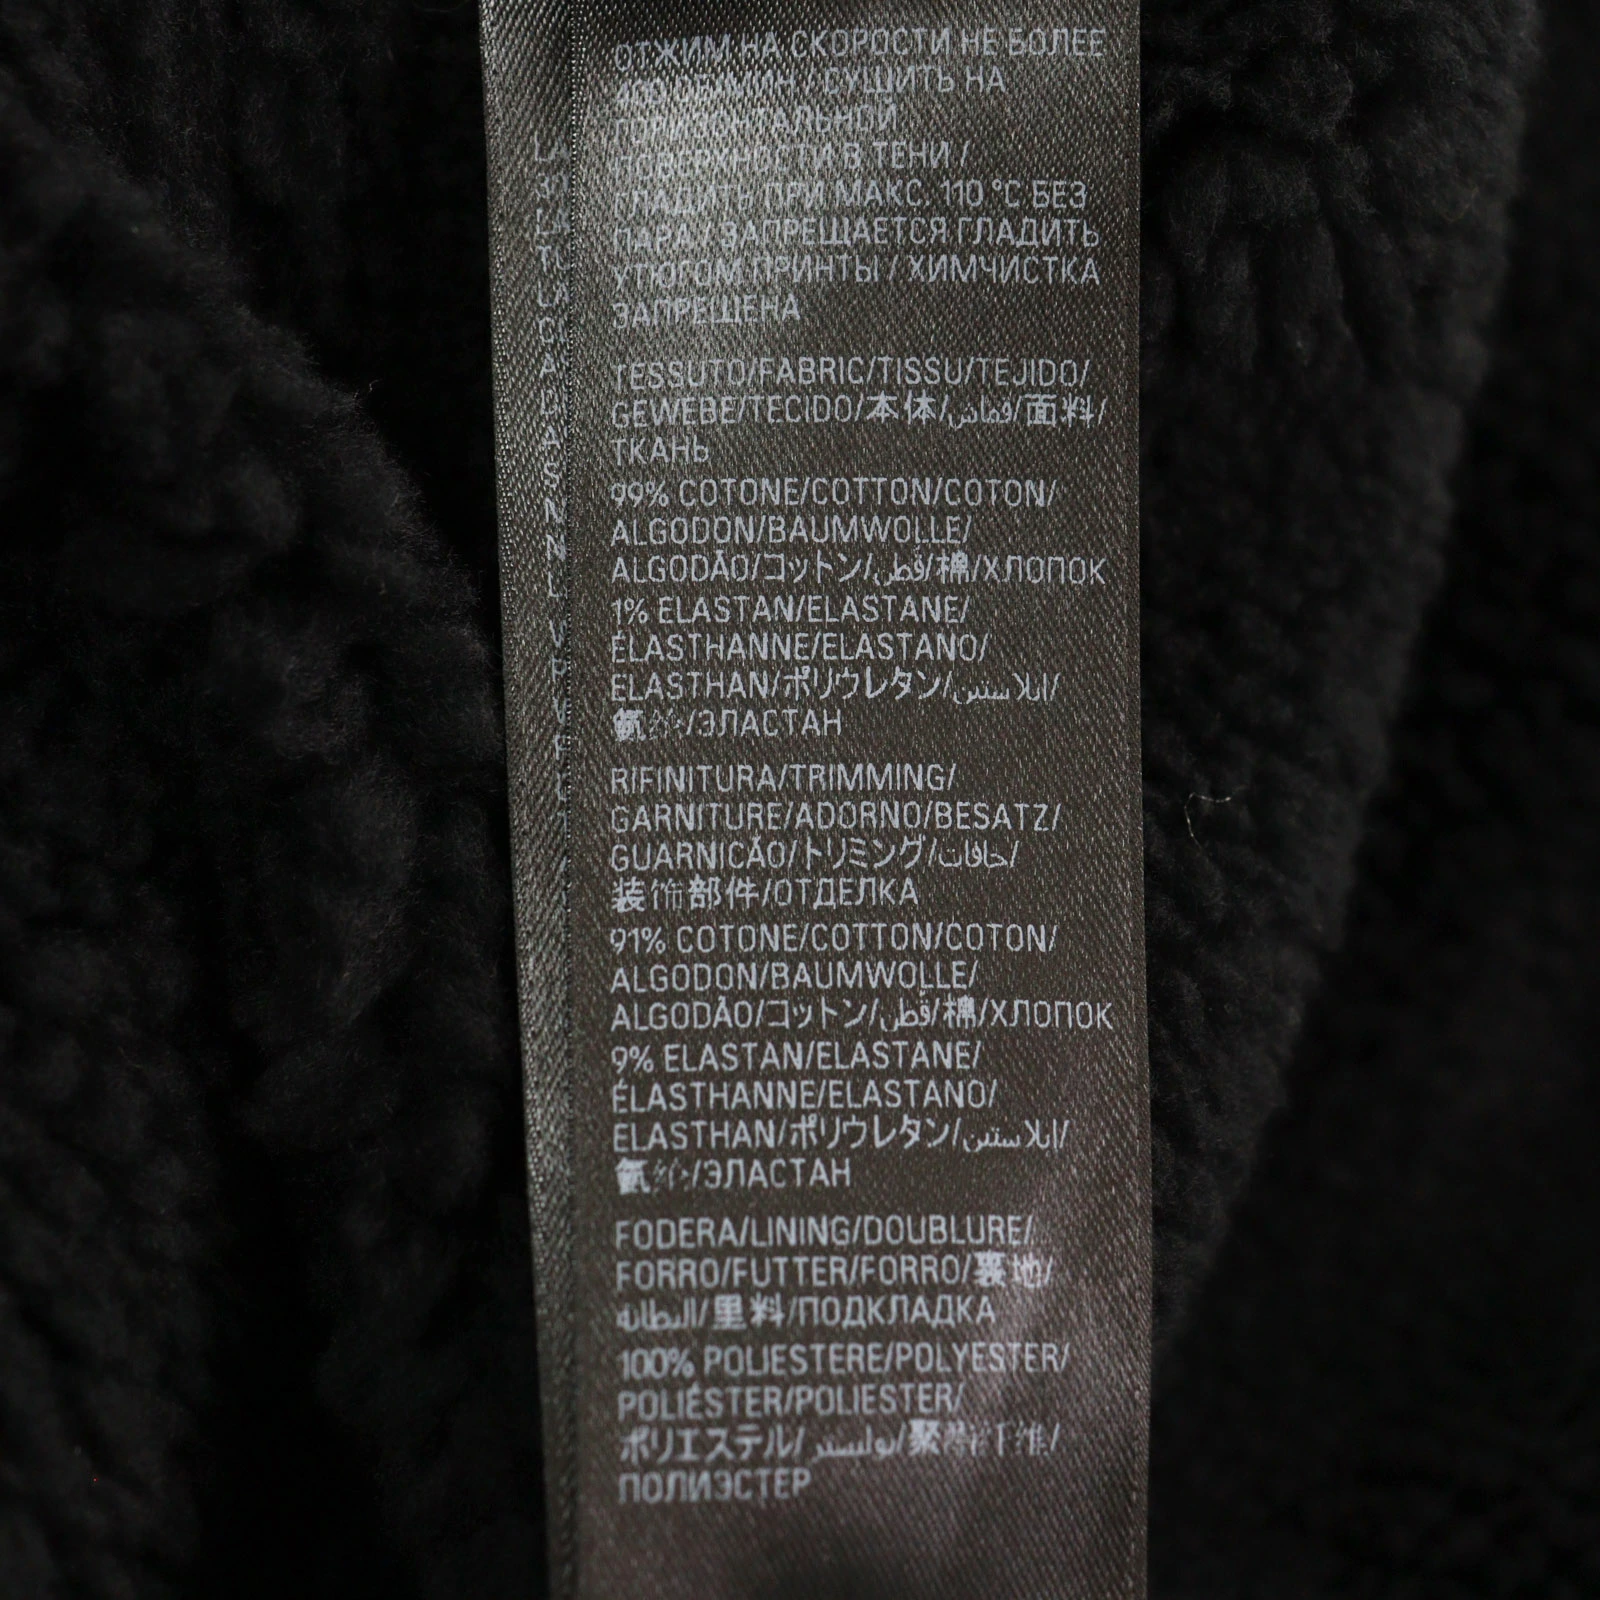 ОТЖИМ НА СКОРОСТИ НЕ БОЛЕЕ
400 ОБ/МИН / СУШИТЬ НА
ГОРИЗОНТАЛЬНОЙ
ПОВЕРХНОСТИ В ТЕНИ /
ГЛАДИТЬ ПРИ МАКС. 110 °C БЕЗ
ПАРА / ЗАПРЕЩАЕТСЯ ГЛАДИТЬ
УТЮГОМ ПРИНТЫ / ХИМЧИСТКА
ЗАПРЕЩЕНА
TESSUTO/FABRIC/TISSU/TEJIDO/
GEWEBE/TECIDO/本体/قماش/面料/
ТКАНЬ
99% COTONE/COTTON/COTON/
ALGODON/BAUMWOLLE/
ALGODÃO/コットン/قطن/棉/ХЛОПОК
1% ELASTAN/ELASTANE/
ÉLASTHANNE/ELASTANO/
ELASTHAN/ポリウレタン/ايلاستين/
氨纶/ЭЛАСТАН
RIFINITURA/TRIMMING/
GARNITURE/ADORNO/BESATZ/
GUARNICÃO/トリミング/حافات/
装饰部件/ОТДЕЛКА
91% COTONE/COTTON/COTON/
ALGODON/BAUMWOLLE/
ALGODÃO/コットン/قطن/棉/ХЛОПОК
9% ELASTAN/ELASTANE/
ÉLASTHANNE/ELASTANO/
ELASTHAN/ポリウレタン/ايلاستين/
氨纶/ЭЛАСТАН
FODERA/LINING/DOUBLURE/
FORRO/FUTTER/FORRO/裏地/
البطانة/里料/ПОДКЛАДКА
100% POLIESTERE/POLYESTER/
POLIÉSTER/POLIESTER/
ポリエステル/بوليستر/聚酯纤维/
ПОЛИЭСТЕР